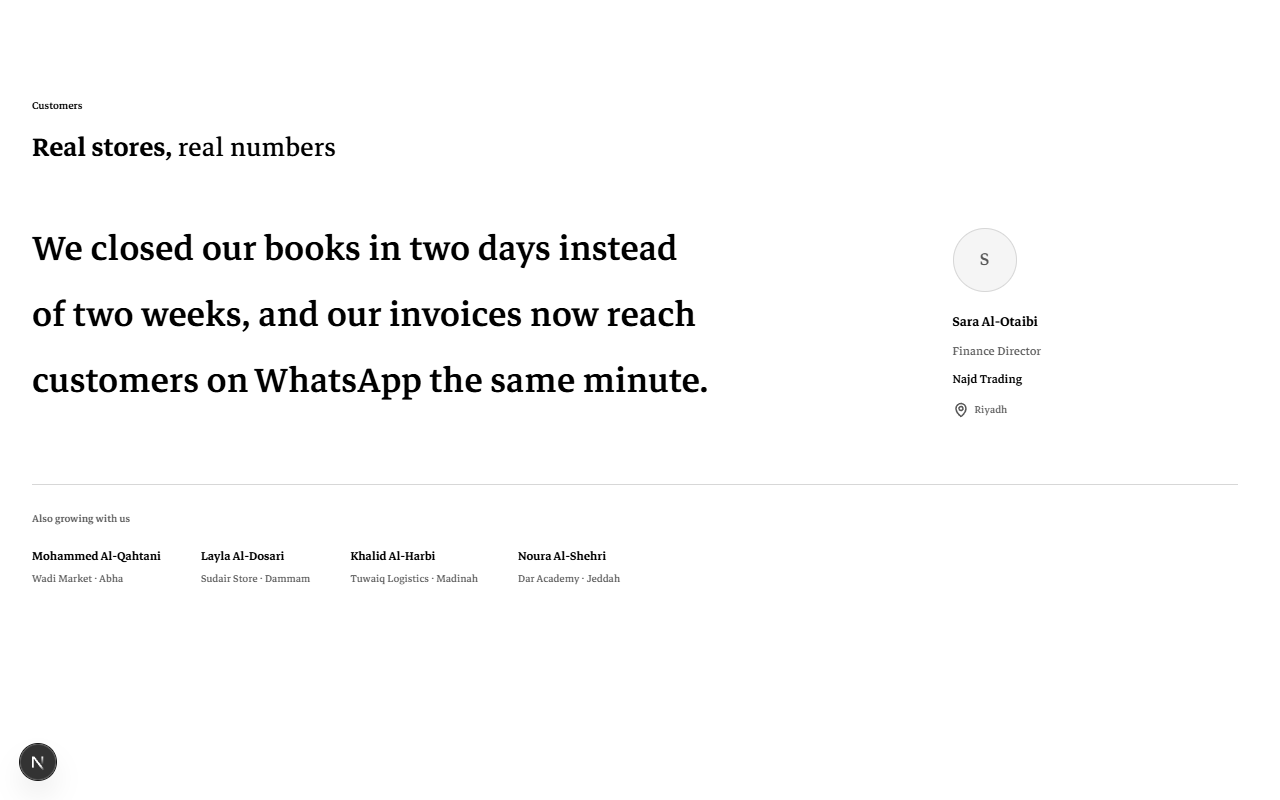 Customers
Real stores, real numbers
We closed our books in two days instead
of two weeks, and our invoices now reach
customers on WhatsApp the same minute.
S
Sara Al-Otaibi
Finance Director
Najd Trading
Riyadh
Also growing with us
Mohammed Al-Qahtani
Wadi Market · Abha
Layla Al-Dosari
Sudair Store · Dammam
Khalid Al-Harbi
Tuwaiq Logistics · Madinah
Noura Al-Shehri
Dar Academy · Jeddah
N